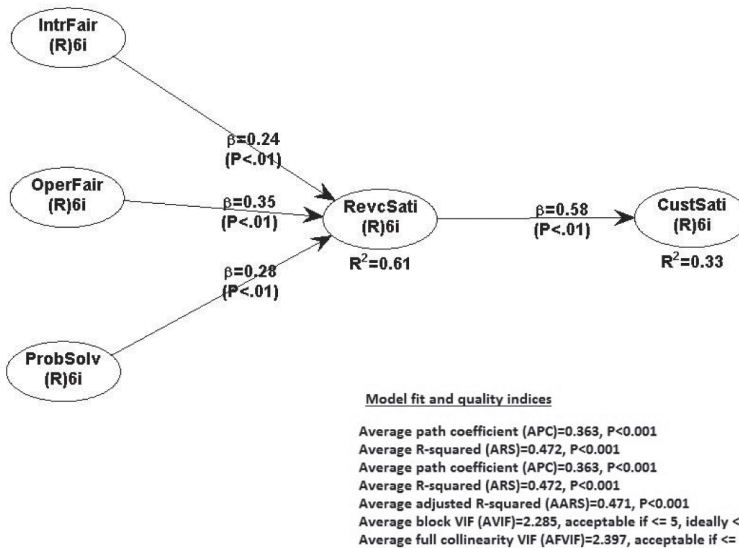 IntrFair
(R)6i
β=0.24
(P<.01)
OperFair
(R)6i
β=0.35
(P<.01)
RevcSati
(R)6i
R²=0.61
β=0.58
(P<.01)
CustSati
(R)6i
R²=0.33
β=0.28
(P<.01)
ProbSolv
(R)6i
Model fit and quality indices
Average path coefficient (APC)=0.363, P<0.001
Average R-squared (ARS)=0.472, P<0.001
Average path coefficient (APC)=0.363, P<0.001
Average R-squared (ARS)=0.472, P<0.001
Average adjusted R-squared (AARS)=0.471, P<0.001
Average block VIF (AVIF)=2.285, acceptable if <= 5, ideally <
Average full collinearity VIF (AFVIF)=2.397, acceptable if <=